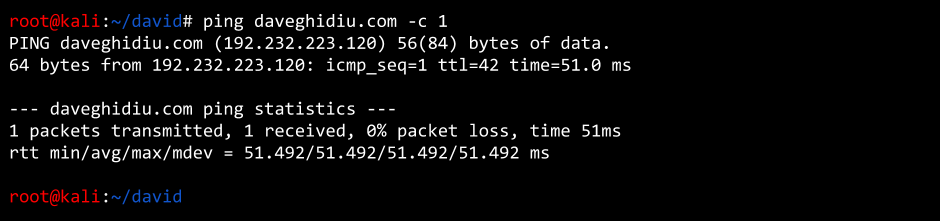 root@kali:~/david# ping daveghidiu.com -c 1
PING daveghidiu.com (192.232.223.120) 56(84) bytes of data.
64 bytes from 192.232.223.120: icmp_seq=1 ttl=42 time=51.0 ms
--- daveghidiu.com ping statistics ---
1 packets transmitted, 1 received, 0% packet loss, time 51ms
rtt min/avg/max/mdev = 51.492/51.492/51.492/51.492 ms
root@kali:~/david